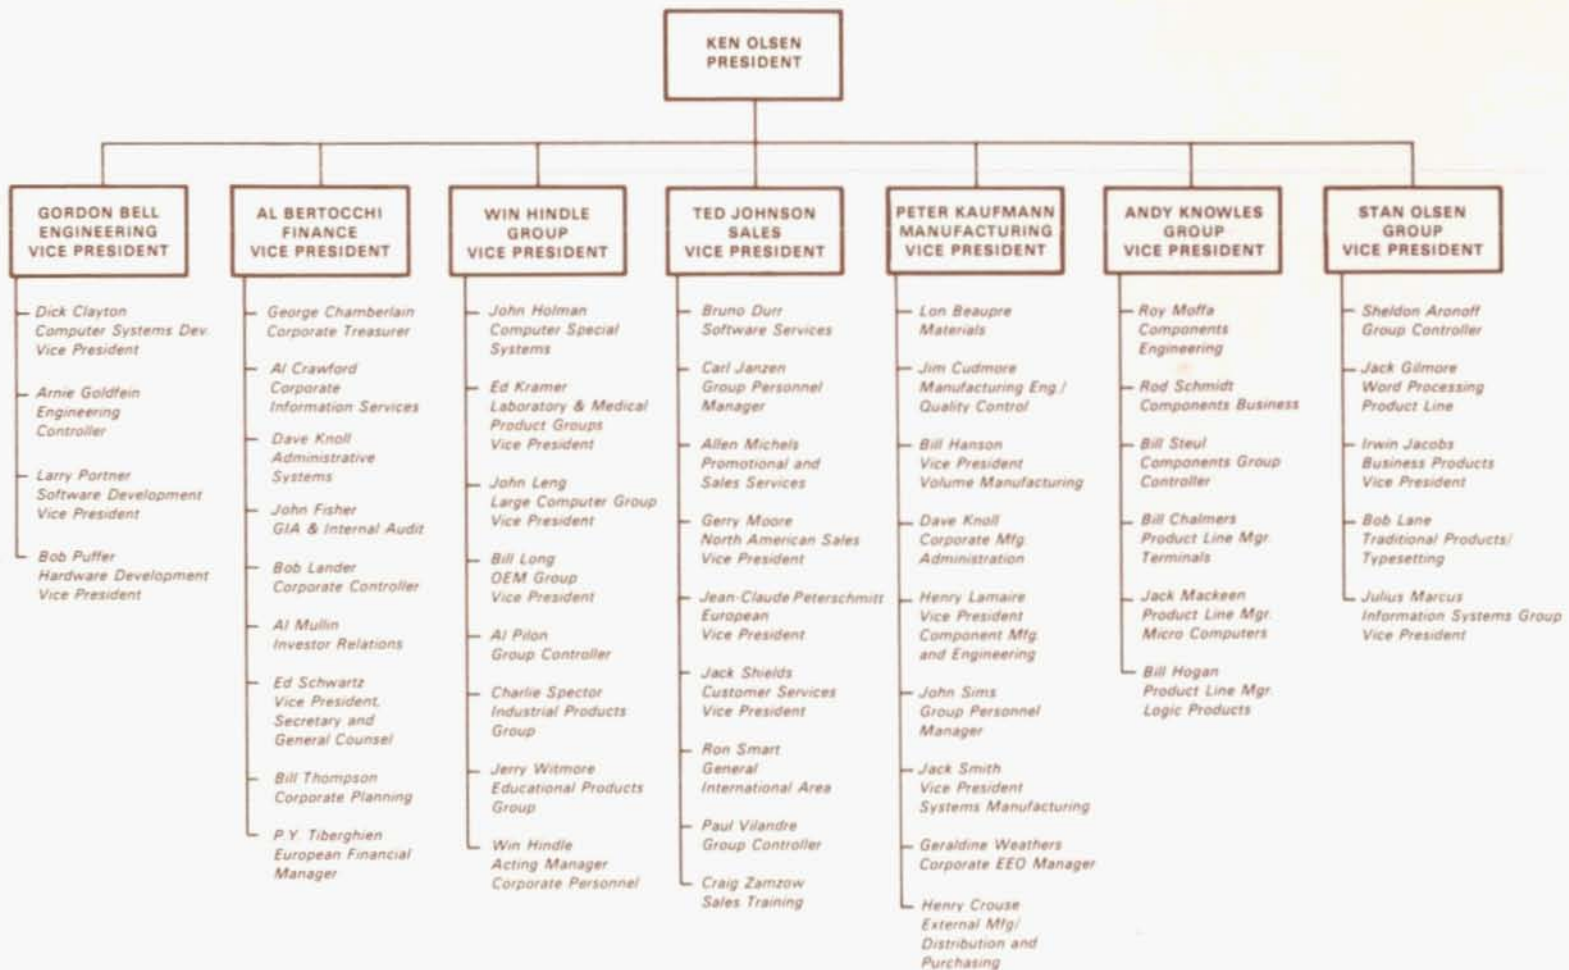 KEN OLSEN
PRESIDENT
GORDON BELL
ENGINEERING
VICE PRESIDENT
Dick Clayton
Computer Systems Dev.
Vice President
Arnie Goldfein
Engineering
Controller
Larry Portner
Software Development
Vice President
Bob Puffer
Hardware Development
Vice President
AL BERTOCCHI
FINANCE
VICE PRESIDENT
George Chamberlain
Corporate Treasurer
Al Crawford
Corporate
Information Services
Dave Knoll
Administrative
Systems
John Fisher
GIA & Internal Audit
Bob Lander
Corporate Controller
Al Mullin
Investor Relations
Ed Schwartz
Vice President,
Secretary and
General Counsel
Bill Thompson
Corporate Planning
P.Y. Tiberghien
European Financial
Manager
WIN HINDLE
GROUP
VICE PRESIDENT
John Holman
Computer Special
Systems
Ed Kramer
Laboratory & Medical
Product Groups
Vice President
John Leng
Large Computer Group
Vice President
Bill Long
OEM Group
Vice President
Al Pilon
Group Controller
Charlie Spector
Industrial Products
Group
Jerry Witmore
Educational Products
Group
Win Hindle
Acting Manager
Corporate Personnel
TED JOHNSON
SALES
VICE PRESIDENT
Bruno Durr
Software Services
Carl Janzen
Group Personnel
Manager
Allen Michels
Promotional and
Sales Services
Gerry Moore
North American Sales
Vice President
Jean-Claude Peterschmitt
European
Vice President
Jack Shields
Customer Services
Vice President
Ron Smart
General
International Area
Paul Vilandre
Group Controller
Craig Zamzow
Sales Training
PETER KAUFMANN
MANUFACTURING
VICE PRESIDENT
Lon Beaupre
Materials
Jim Cudmore
Manufacturing Eng./
Quality Control
Bill Hanson
Vice President
Volume Manufacturing
Dave Knoll
Corporate Mfg.
Administration
Henry Lamaire
Vice President
Component Mfg.
and Engineering
John Sims
Group Personnel
Manager
Jack Smith
Vice President
Systems Manufacturing
Geraldine Weathers
Corporate EEO Manager
Henry Crouse
External Mfg/
Distribution and
Purchasing
ANDY KNOWLES
GROUP
VICE PRESIDENT
Roy Moffa
Components
Engineering
Rod Schmidt
Components Business
Bill Steul
Components Group
Controller
Bill Chalmers
Product Line Mgr.
Terminals
Jack Mackeen
Product Line Mgr.
Micro Computers
Bill Hogan
Product Line Mgr.
Logic Products
STAN OLSEN
GROUP
VICE PRESIDENT
Sheldon Aronoff
Group Controller
Jack Gilmore
Word Processing
Product Line
Irwin Jacobs
Business Products
Vice President
Bob Lane
Traditional Products/
Typesetting
Julius Marcus
Information Systems Group
Vice President